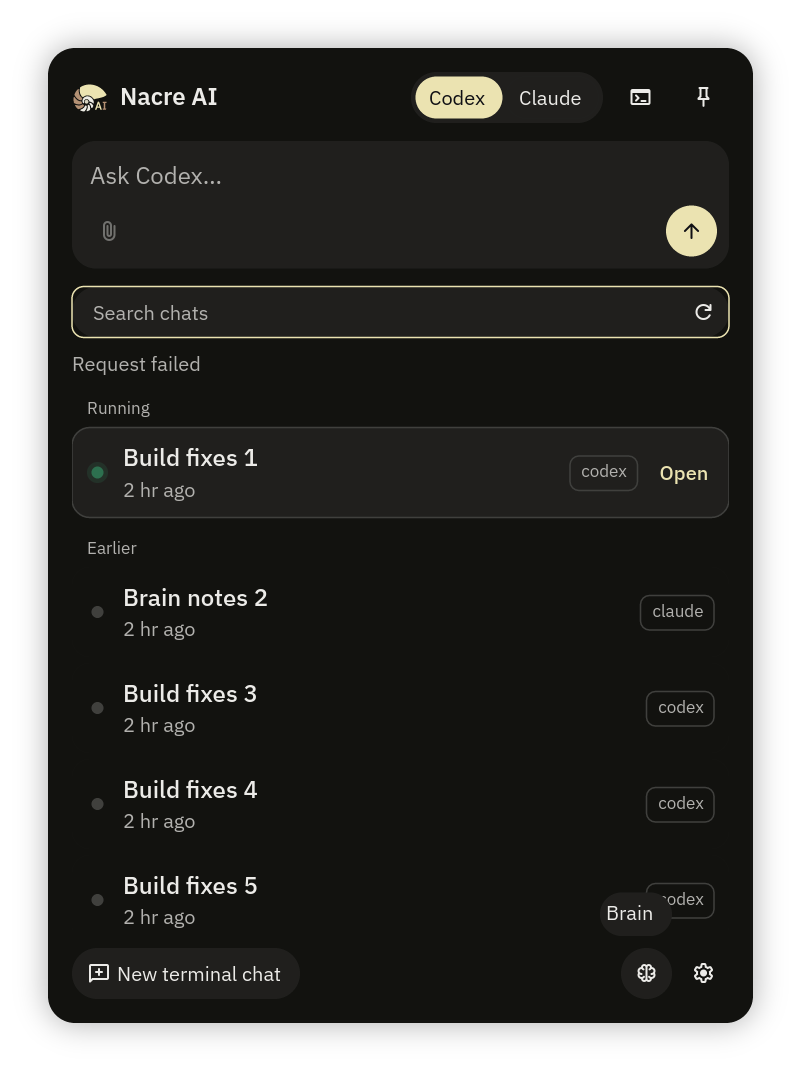 AI
Nacre AI
Codex
Claude
Ask Codex...
Search chats
Request failed
Running
Build fixes 1
2 hr ago
codex
Open
Earlier
Brain notes 2
2 hr ago
claude
Build fixes 3
2 hr ago
codex
Build fixes 4
2 hr ago
codex
Build fixes 5
2 hr ago
codex
Brain
New terminal chat